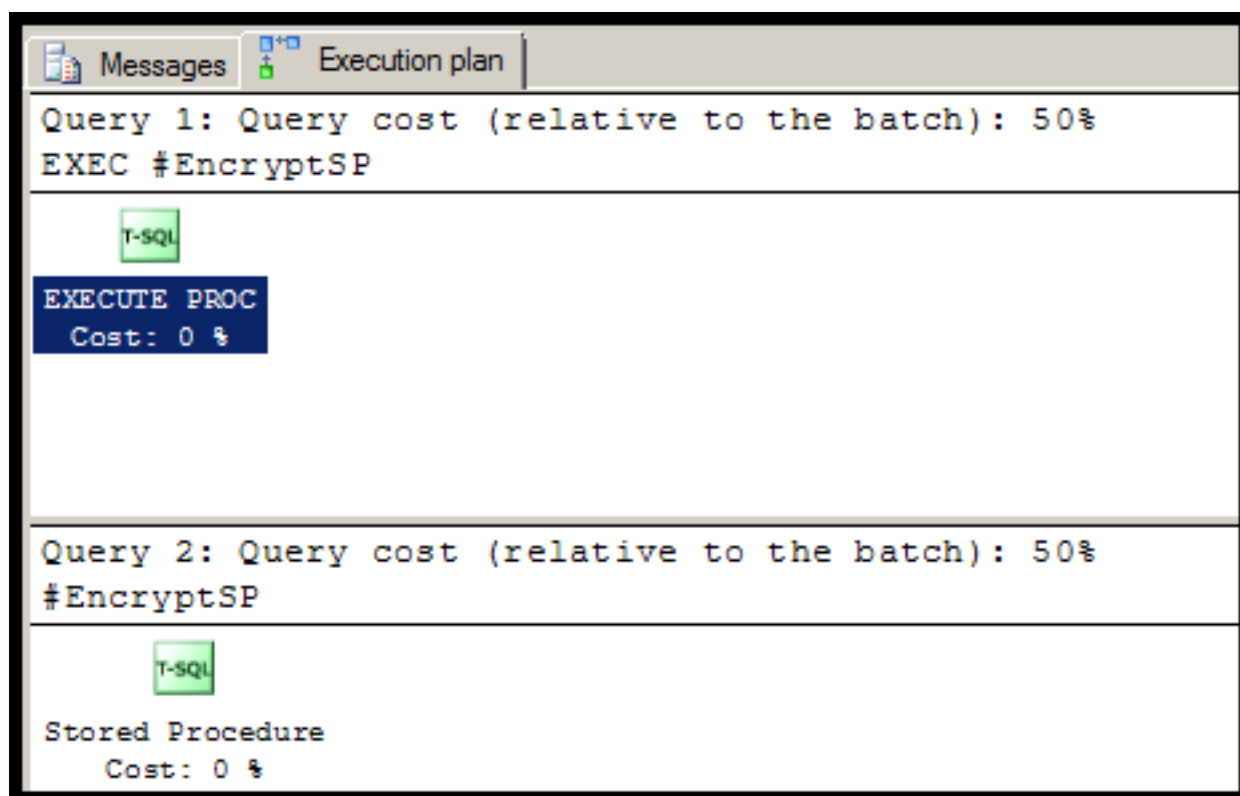 Messages Execution plan
Query 1: Query cost (relative to the batch): 50%
EXEC #EncryptSP
T-SQL
EXECUTE PROC
Cost: 0 %
Query 2: Query cost (relative to the batch): 50%
#EncryptSP
T-SQL
Stored Procedure
Cost: 0 %